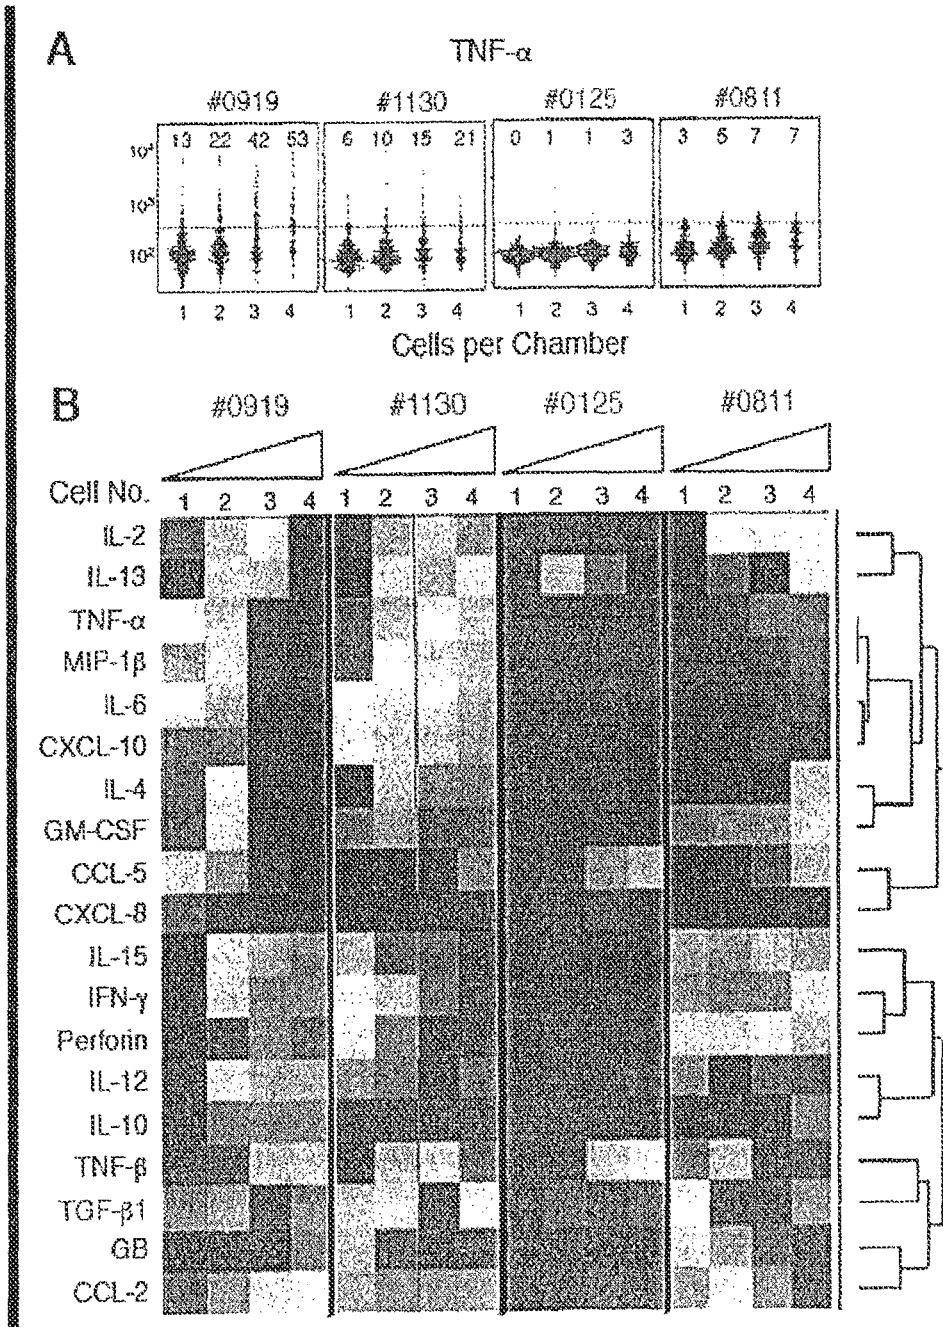 A
TNF-α
#0919 #1130 #0125 #0811
13 22 42 53 6 10 15 21 0 1 1 3 3 5 7 7
10⁴
10³
10²
1 2 3 4 1 2 3 4 1 2 3 4 1 2 3 4
Cells per Chamber
B
#0919 #1130 #0125 #0811
Cell No. 1 2 3 4 1 2 3 4 1 2 3 4 1 2 3 4
IL-2
IL-13
TNF-α
MIP-1β
IL-6
CXCL-10
IL-4
GM-CSF
CCL-5
CXCL-8
IL-15
IFN-γ
Perforin
IL-12
IL-10
TNF-β
TGF-β1
GB
CCL-2